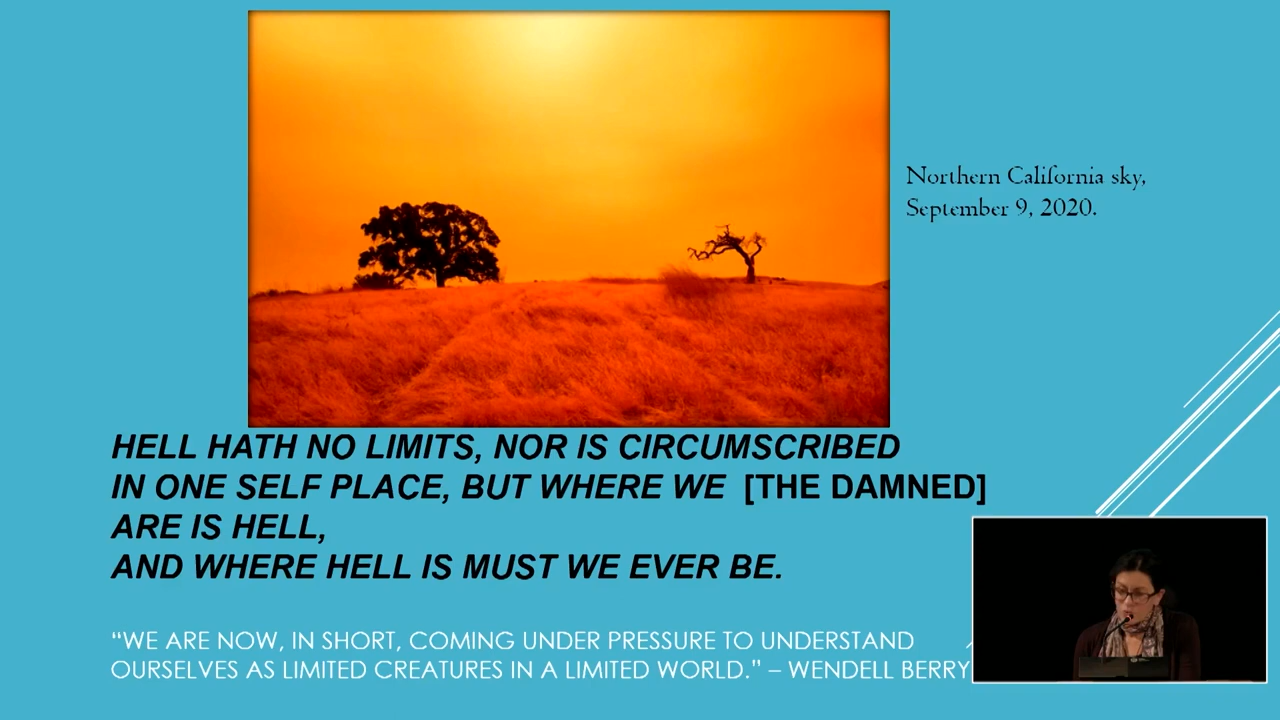 Northern California sky,
September 9, 2020.
HELL HATH NO LIMITS, NOR IS CIRCUMSCRIBED
IN ONE SELF PLACE, BUT WHERE WE [THE DAMNED]
ARE IS HELL,
AND WHERE HELL IS MUST WE EVER BE.
“WE ARE NOW, IN SHORT, COMING UNDER PRESSURE TO UNDERSTAND
OURSELVES AS LIMITED CREATURES IN A LIMITED WORLD.” – WENDELL BERRY